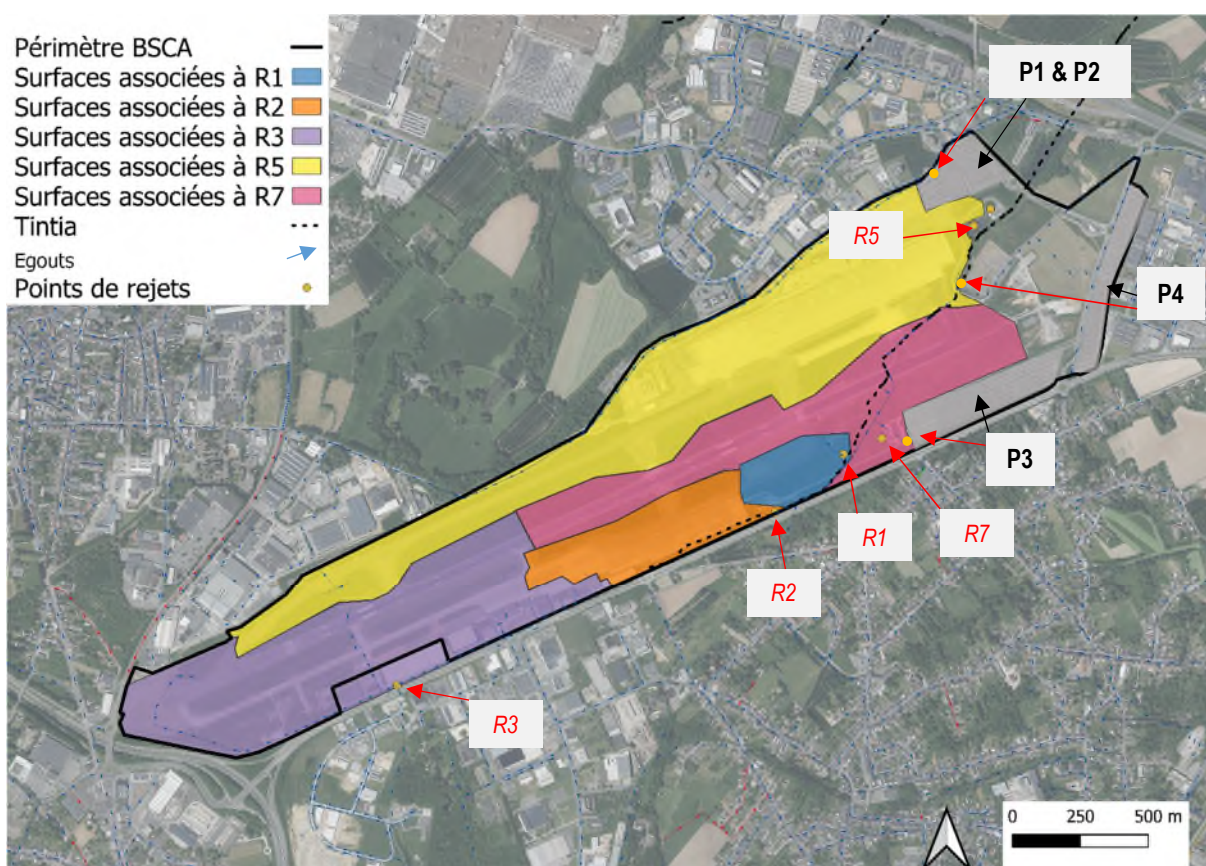 Périmètre BSCA
Surfaces associées à R1
Surfaces associées à R2
Surfaces associées à R3
Surfaces associées à R5
Surfaces associées à R7
Tintia
Egouts
Points de rejets
P1 & P2
R5
P4
P3
R7
R1
R2
R3
0 250 500 m